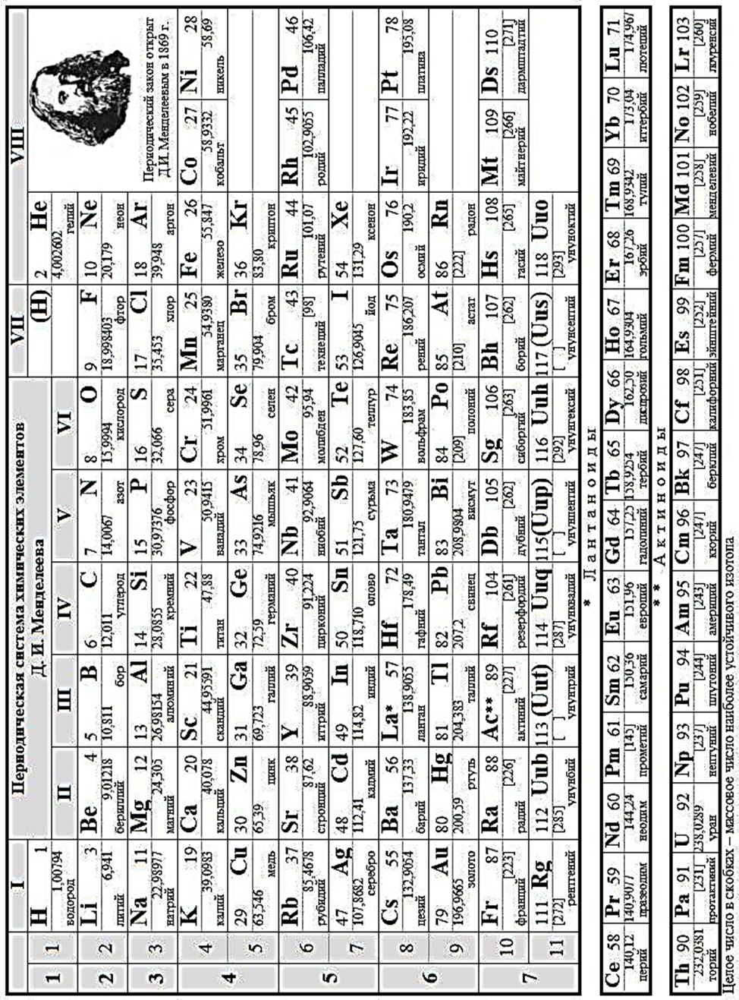 Периодическая система химических элементов
Д. И. Менделеева
I II III IV V VI VII VIII
1 1 H 1 (H) 2 He
1,00794 4,002602
водород гелий
2 2 Li 3 Be 4 5 B 6 C 7 N 8 O 9 F 10 Ne
6,941 9,01218 10,811 12,011 14,0067 15,9994 18,998403 20,179
литий бериллий бор углерод азот кислород фтор неон
3 3 Na 11 Mg 12 13 Al 14 Si 15 P 16 S 17 Cl 18 Ar
22,98977 24,305 26,98154 28,0855 30,97376 32,066 35,453 39,948
натрий магний алюминий кремний фосфор сера хлор аргон
Периодический закон открыт
Д.И. Менделеевым в 1869 г.
4 4 K 19 Ca 20 Sc 21 Ti 22 V 23 Cr 24 Mn 25 Fe 26 Co 27 Ni 28
39,0983 40,078 44,95591 47,88 50,9415 51,9961 54,9380 55,847 58,9332 58,69
калий кальций скандий титан ванадий хром марганец железо кобальт никель
5 29 Cu 30 Zn 31 Ga 32 Ge 33 As 34 Se 35 Br 36 Kr
63,546 65,39 69,723 72,59 74,9216 78,96 79,904 83,80
медь цинк галлий германий мышьяк селен бром криптон
5 6 Rb 37 Sr 38 Y 39 Zr 40 Nb 41 Mo 42 Tc 43 Ru 44 Rh 45 Pd 46
85,4678 87,62 88,9059 91,224 92,9064 95,94 [98] 101,07 102,9055 106,42
рубидий стронций иттрий цирконий ниобий молибден технеций рутений родий палладий
7 47 Ag 48 Cd 49 In 50 Sn 51 Sb 52 Te 53 I 54 Xe
107,8682 112,41 114,82 118,710 121,75 127,60 126,9045 131,29
серебро кадмий индий олово сурьма теллур йод ксенон
6 8 Cs 55 Ba 56 La* 57 Hf 72 Ta 73 W 74 Re 75 Os 76 Ir 77 Pt 78
132,9054 137,33 138,9055 178,49 180,9479 183,85 186,207 190,2 192,22 195,08
цезий барий лантан гафний тантал вольфрам рений осмий иридий платина
9 79 Au 80 Hg 81 Tl 82 Pb 83 Bi 84 Po 85 At 86 Rn
196,9665 200,59 204,383 207,2 208,9804 [209] [210] [222]
золото ртуть таллий свинец висмут полоний астат радон
7 10 Fr 87 Ra 88 Ac** 89 Rf 104 Db 105 Sg 106 Bh 107 Hs 108 Mt 109 Ds 110
[223] [226] [227] [261] [262] [263] [262] [265] [266] [271]
франций радий актиний резерфордий дубний сиборгий борий гасий майтнерий дармштадтий
11 111 Rg 112 Uub 113 (Uut) 114 Uuq 115 (Uup) 116 Uuh 117 (Uus) 118 Uuo
[272] [285] [ ] [287] [ ] [292] [ ] [293]
рентгений унунбий унунтрий унунквадий унунпентий унунгексий унунсептий унуноктий
* Лантаноиды
Ce 58 Pr 59 Nd 60 Pm 61 Sm 62 Eu 63 Gd 64 Tb 65 Dy 66 Ho 67 Er 68 Tm 69 Yb 70 Lu 71
140,12 140,9077 144,24 [145] 150,36 151,96 157,25 158,9254 162,50 164,9304 167,26 168,9342 173,04 174,967
церий празеодим неодим прометий самарий европий гадолиний тербий диспрозий гольмий эрбий тулий иттербий лютеций
** Актиноиды
Th 90 Pa 91 U 92 Np 93 Pu 94 Am 95 Cm 96 Bk 97 Cf 98 Es 99 Fm 100 Md 101 No 102 Lr 103
232,0381 [231] 238,0289 [237] [244] [243] [247] [247] [251] [252] [257] [258] [259] [260]
торий протактиний уран нептуний плутоний америций кюрий берклий калифорний эйнштейний фермий менделевий нобелий лоуренсий
Целое число в скобках – массовое число наиболее устойчивого изотопа